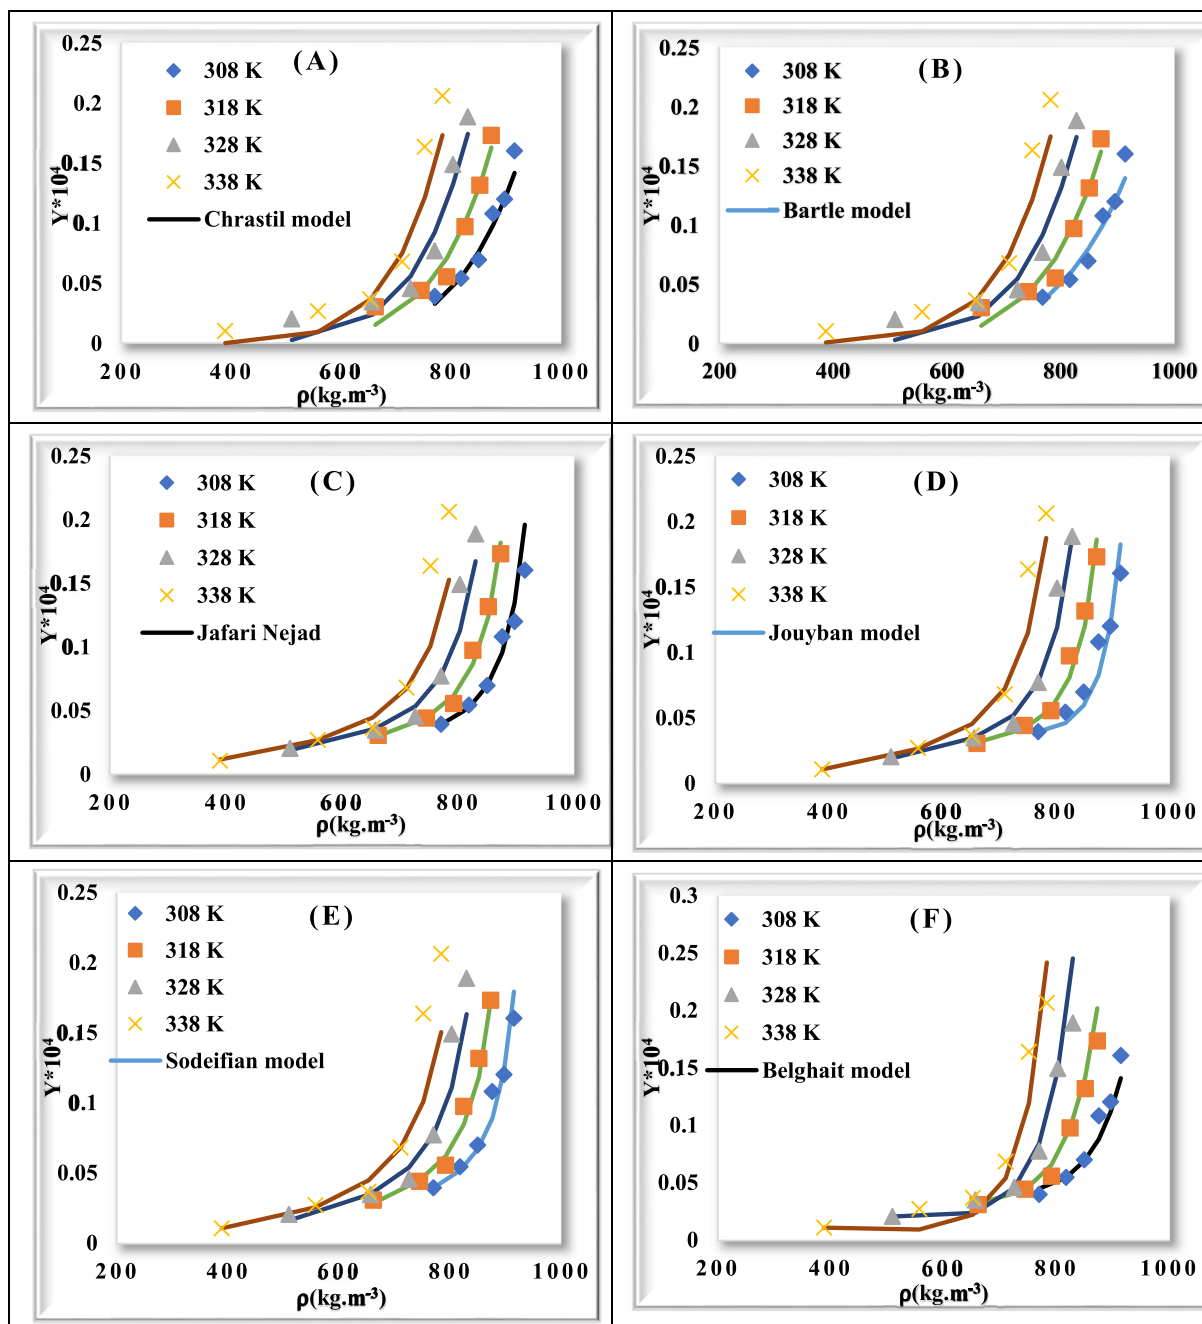 (A)
0.25
0.2
0.15
0.1
0.05
0
Y*10⁴
308 K
318 K
328 K
338 K
Chrastil model
200 400 600 800 1000
ρ(kg.m⁻³)
(B)
0.25
0.2
0.15
0.1
0.05
0
Y*10⁴
308 K
318 K
328 K
338 K
Bartle model
200 400 600 800 1000
ρ(kg.m⁻³)
(C)
0.25
0.2
0.15
0.1
0.05
0
Y*10⁴
308 K
318 K
328 K
338 K
Jafari Nejad
200 400 600 800 1000
ρ(kg.m⁻³)
(D)
0.25
0.2
0.15
0.1
0.05
0
Y*10⁴
308 K
318 K
328 K
338 K
Jouyban model
200 400 600 800 1000
ρ(kg.m⁻³)
(E)
0.25
0.2
0.15
0.1
0.05
0
Y*10⁴
308 K
318 K
328 K
338 K
Sodeifian model
200 400 600 800 1000
ρ(kg.m⁻³)
(F)
0.3
0.25
0.2
0.15
0.1
0.05
0
Y*10⁴
308 K
318 K
328 K
338 K
Belghait model
200 400 600 800 1000
ρ(kg.m⁻³)